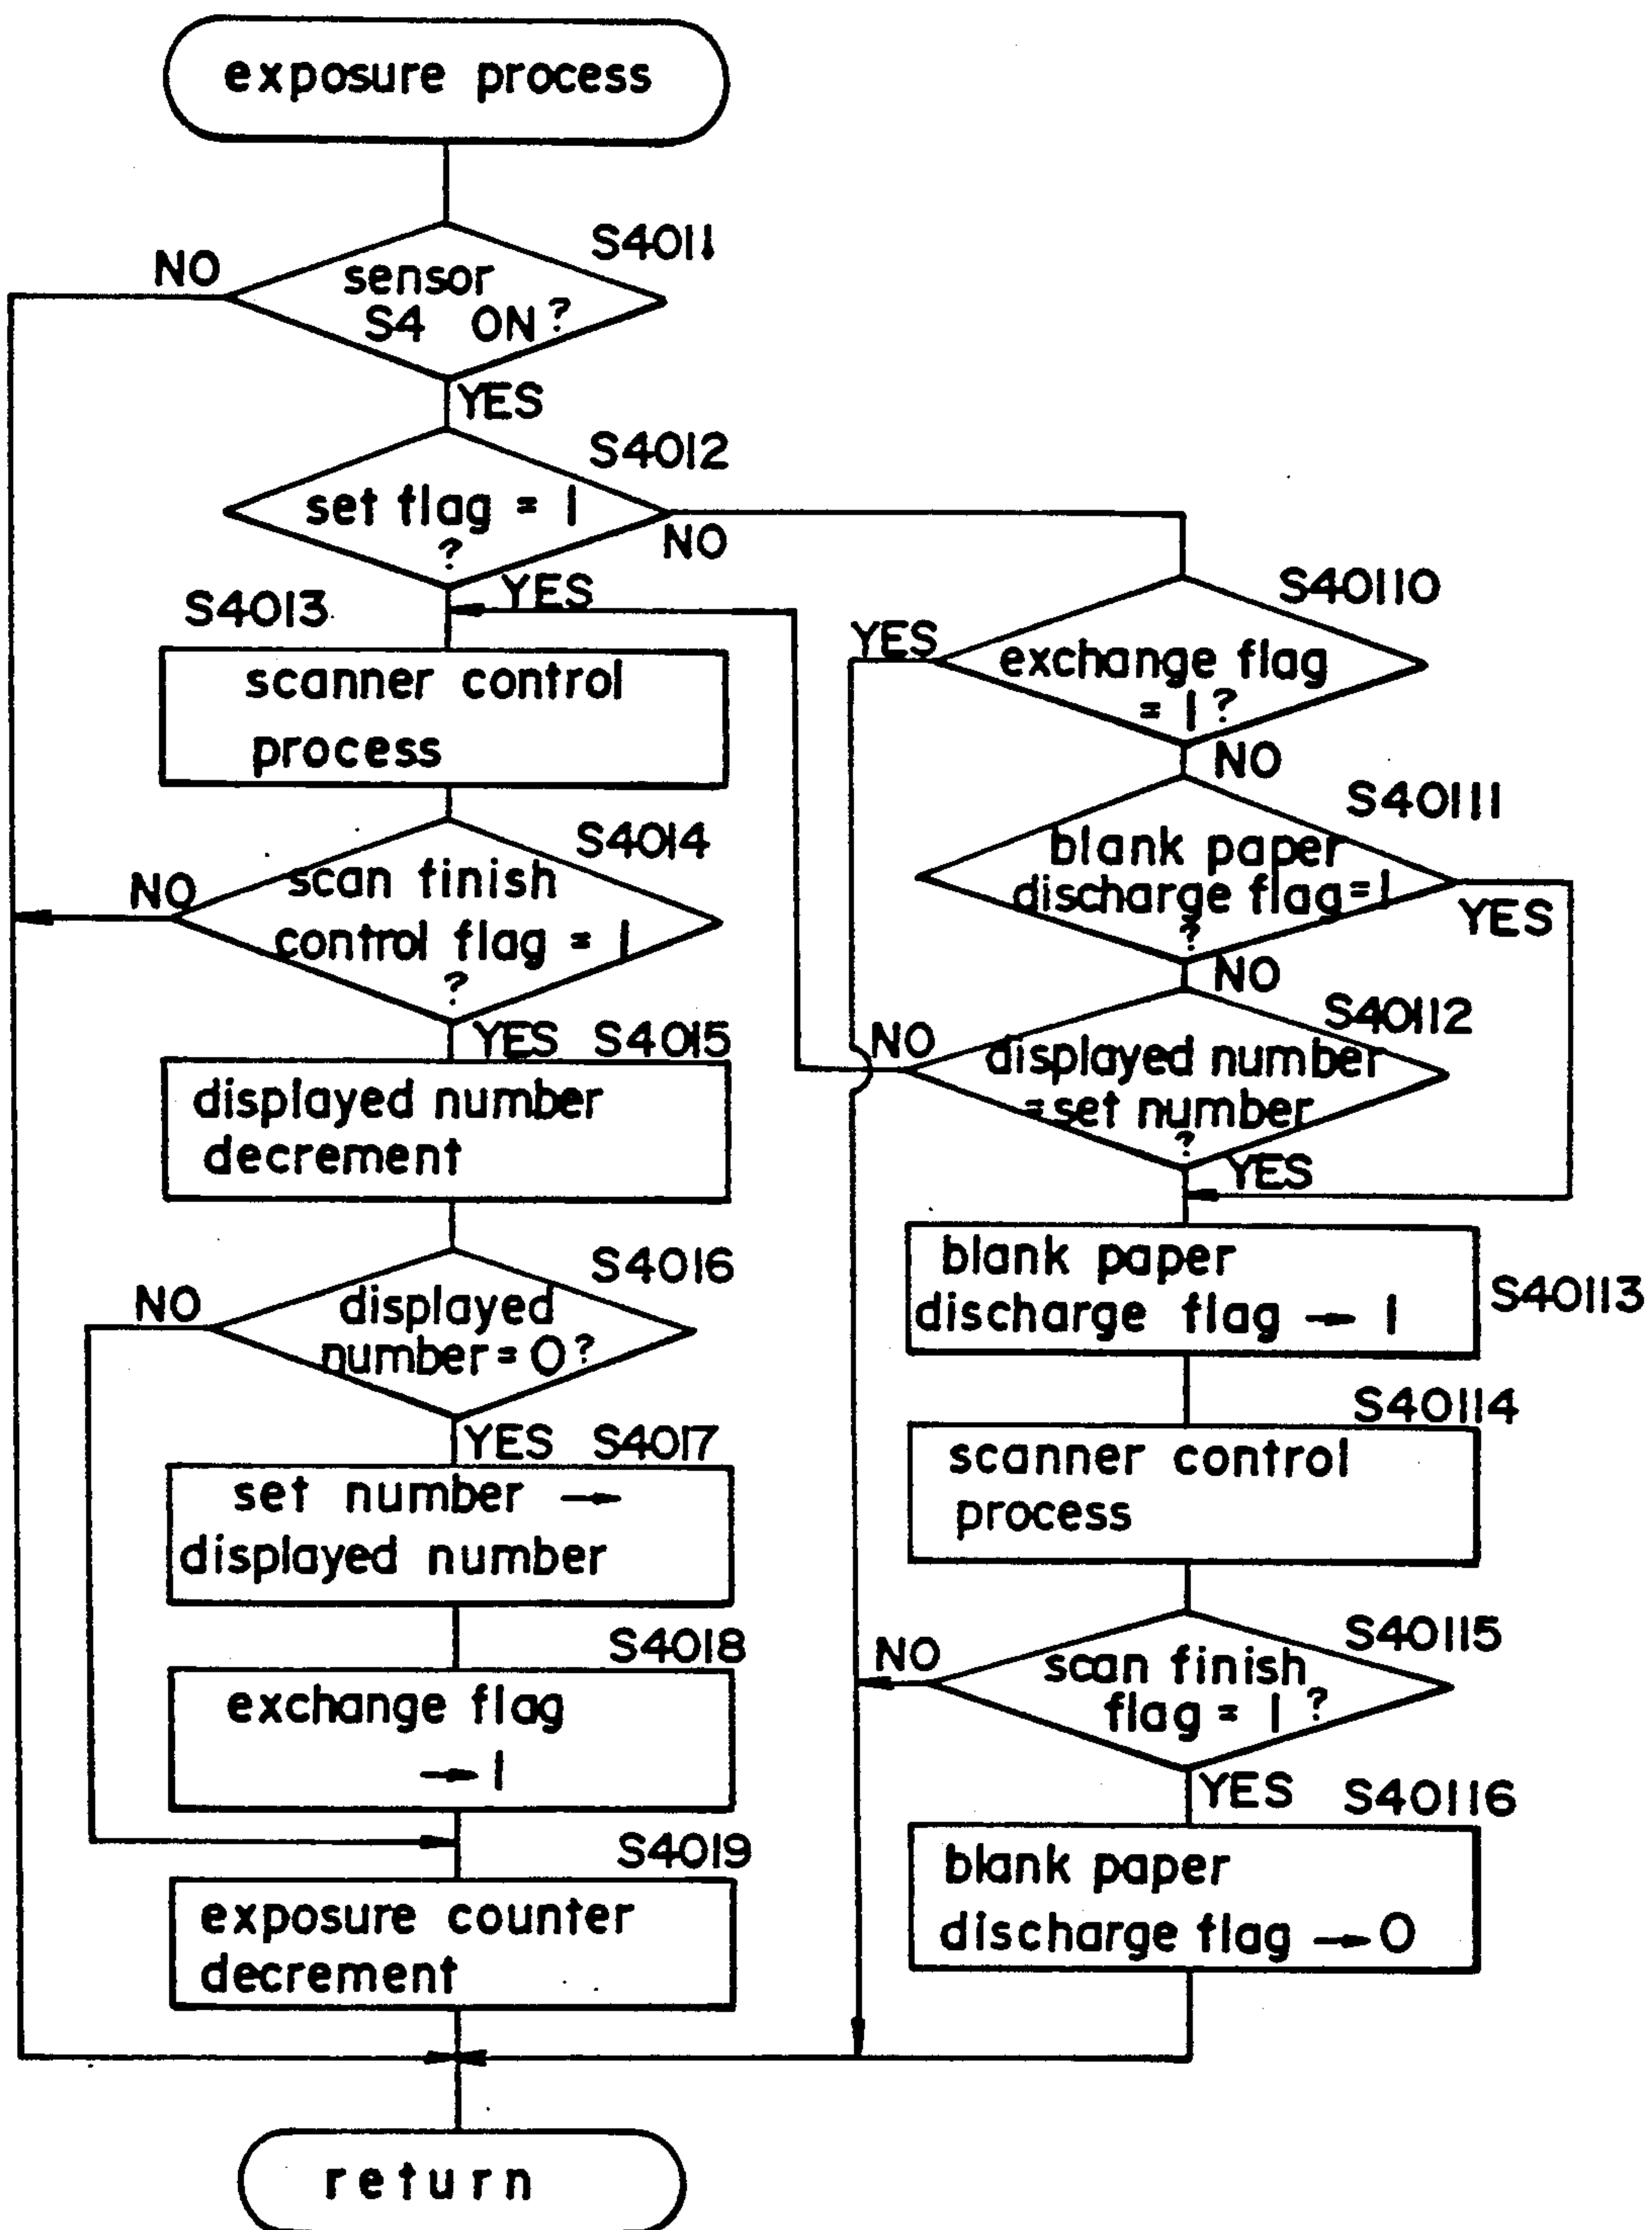 exposure process
S4011
NO
sensor
S4 ON?
YES
S4012
set flag = 1
?
NO
YES
S4013
scanner control
process
S4014
NO
scan finish
control flag = 1
?
YES
S4015
displayed number
decrement
S4016
NO
displayed
number = 0?
YES
S4017
set number →
displayed number
S4018
exchange flag
→ 1
S4019
exposure counter
decrement
return
S40110
YES
exchange flag
= 1?
NO
S40111
blank paper
discharge flag = 1
?
YES
NO
S40112
NO
displayed number
= set number
?
YES
blank paper
discharge flag → 1
S40113
S40114
scanner control
process
S40115
NO
scan finish
flag = 1?
YES
S40116
blank paper
discharge flag → 0